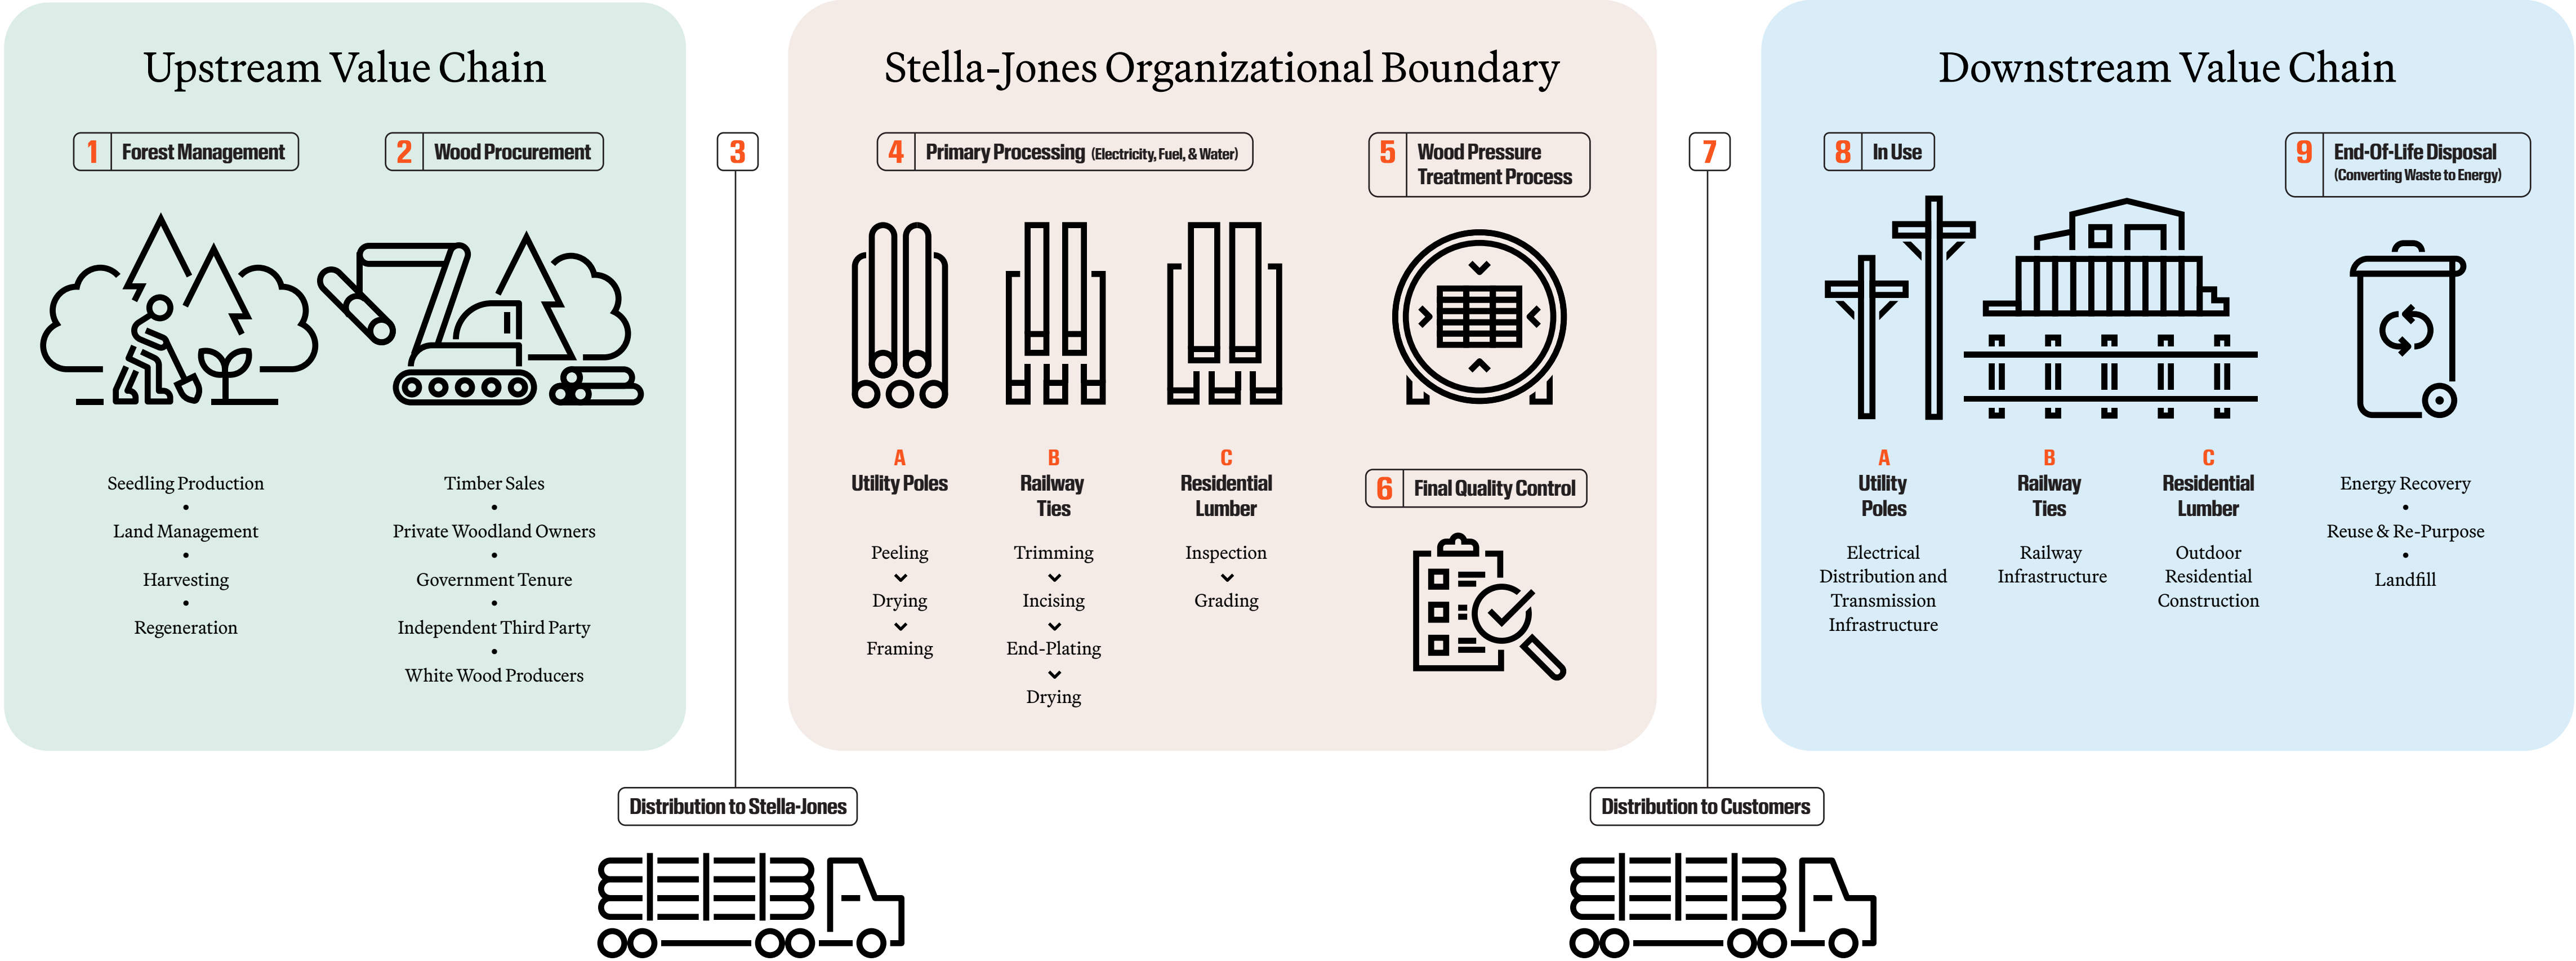 Upstream Value Chain
1 Forest Management
2 Wood Procurement
Seedling Production
•
Land Management
•
Harvesting
•
Regeneration
Timber Sales
•
Private Woodland Owners
•
Government Tenure
•
Independent Third Party
•
White Wood Producers
3
Distribution to Stella-Jones
Stella-Jones Organizational Boundary
4 Primary Processing (Electricity, Fuel, & Water)
A
Utility Poles
Peeling
Drying
Framing
B
Railway
Ties
Trimming
Incising
End-Plating
Drying
C
Residential
Lumber
Inspection
Grading
5 Wood Pressure
Treatment Process
6 Final Quality Control
7
Distribution to Customers
Downstream Value Chain
8 In Use
A
Utility
Poles
Electrical
Distribution and
Transmission
Infrastructure
B
Railway
Ties
Railway
Infrastructure
C
Residential
Lumber
Outdoor
Residential
Construction
9 End-Of-Life Disposal
(Converting Waste to Energy)
Energy Recovery
•
Reuse & Re-Purpose
•
Landfill